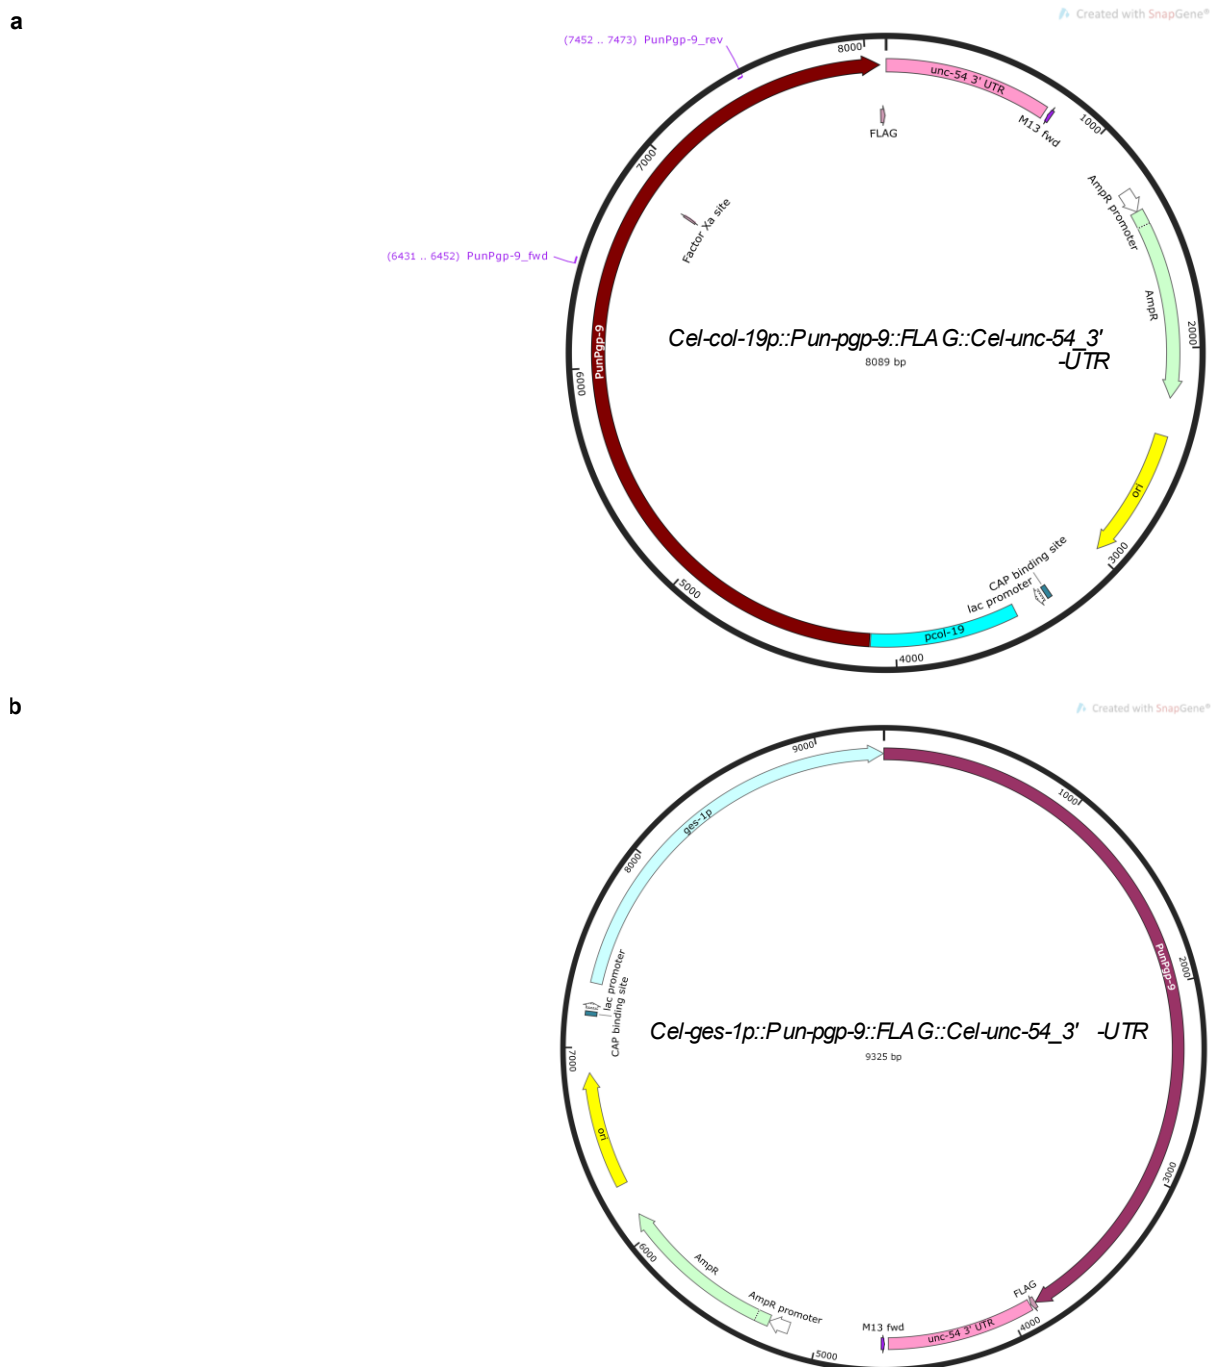 a
Created with SnapGene®
(7452 .. 7473) PunPgp-9_rev
8000
unc-54 3' UTR
FLAG
M13 fwd
1000
7000
AmpR promoter
Factor Xa site
(6431 .. 6452) PunPgp-9_fwd
AmpR
2000
Cel-col-19p::Pun-pgp-9::FLAG::Cel-unc-54_3'
-UTR
8089 bp
PunPgp-9
6000
ori
3000
CAP binding site
lac promoter
5000
pcol-19
4000
b
Created with SnapGene®
9000
1000
ges-1p
8000
PunPgp-9
2000
lac promoter
CAP binding site
Cel-ges-1p::Pun-pgp-9::FLAG::Cel-unc-54_3' -UTR
9325 bp
7000
ori
3000
6000
AmpR
AmpR promoter
FLAG
M13 fwd
unc-54 3' UTR
4000
5000